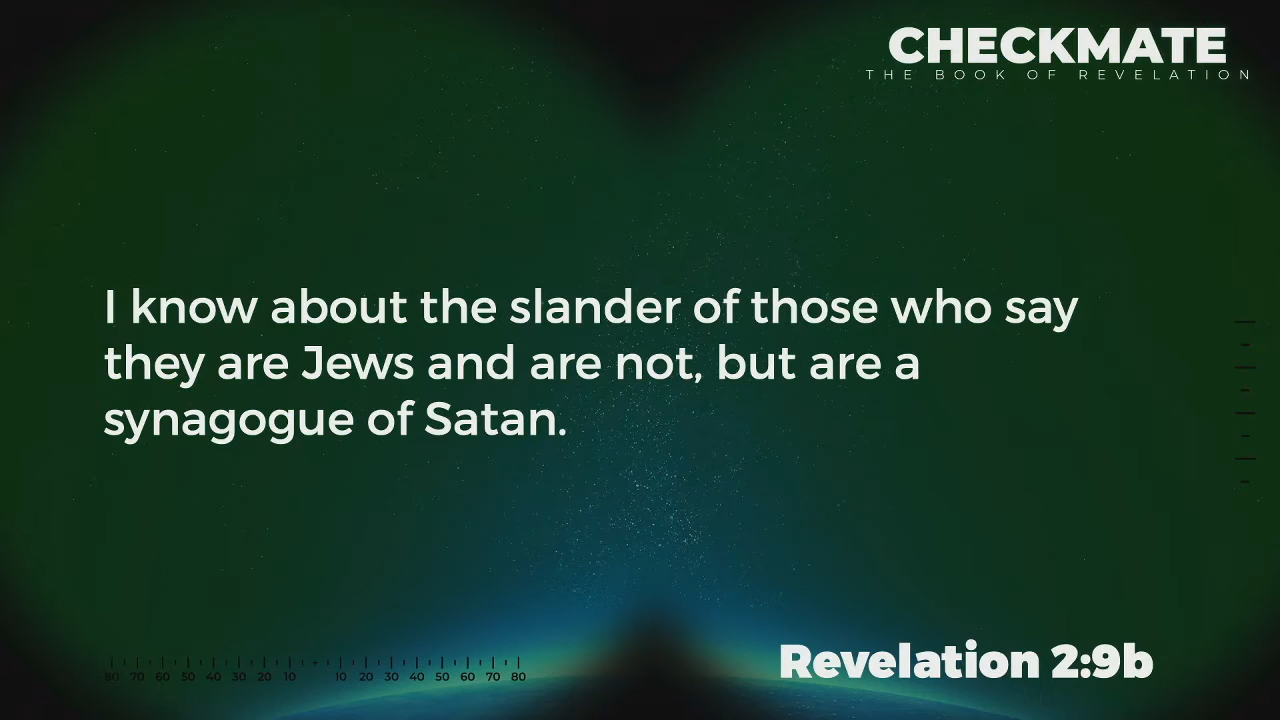 CHECKMATE
THE BOOK OF REVELATION
I know about the slander of those who say
they are Jews and are not, but are a
synagogue of Satan.
Revelation 2:9b
80 70 60 50 40 30 20 10 + 10 20 30 40 50 60 70 80